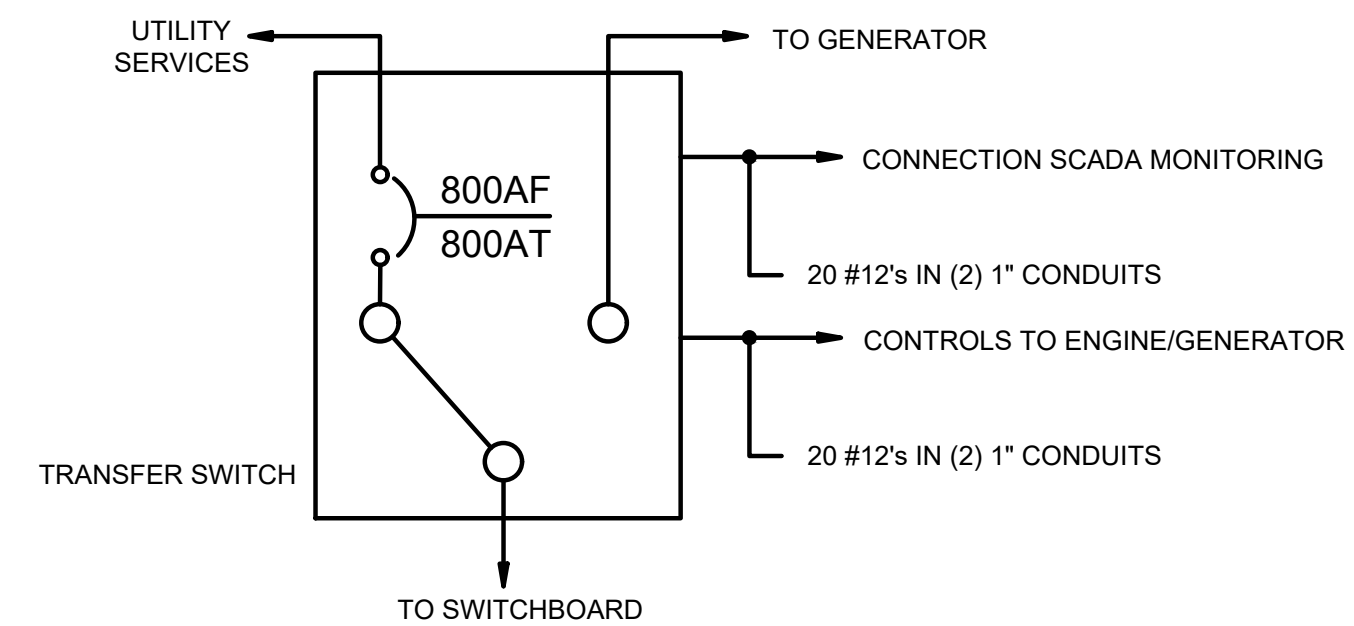 UTILITY
SERVICES
TO GENERATOR
CONNECTION SCADA MONITORING
800AF
800AT
20 #12's IN (2) 1" CONDUITS
CONTROLS TO ENGINE/GENERATOR
20 #12's IN (2) 1" CONDUITS
TRANSFER SWITCH
TO SWITCHBOARD